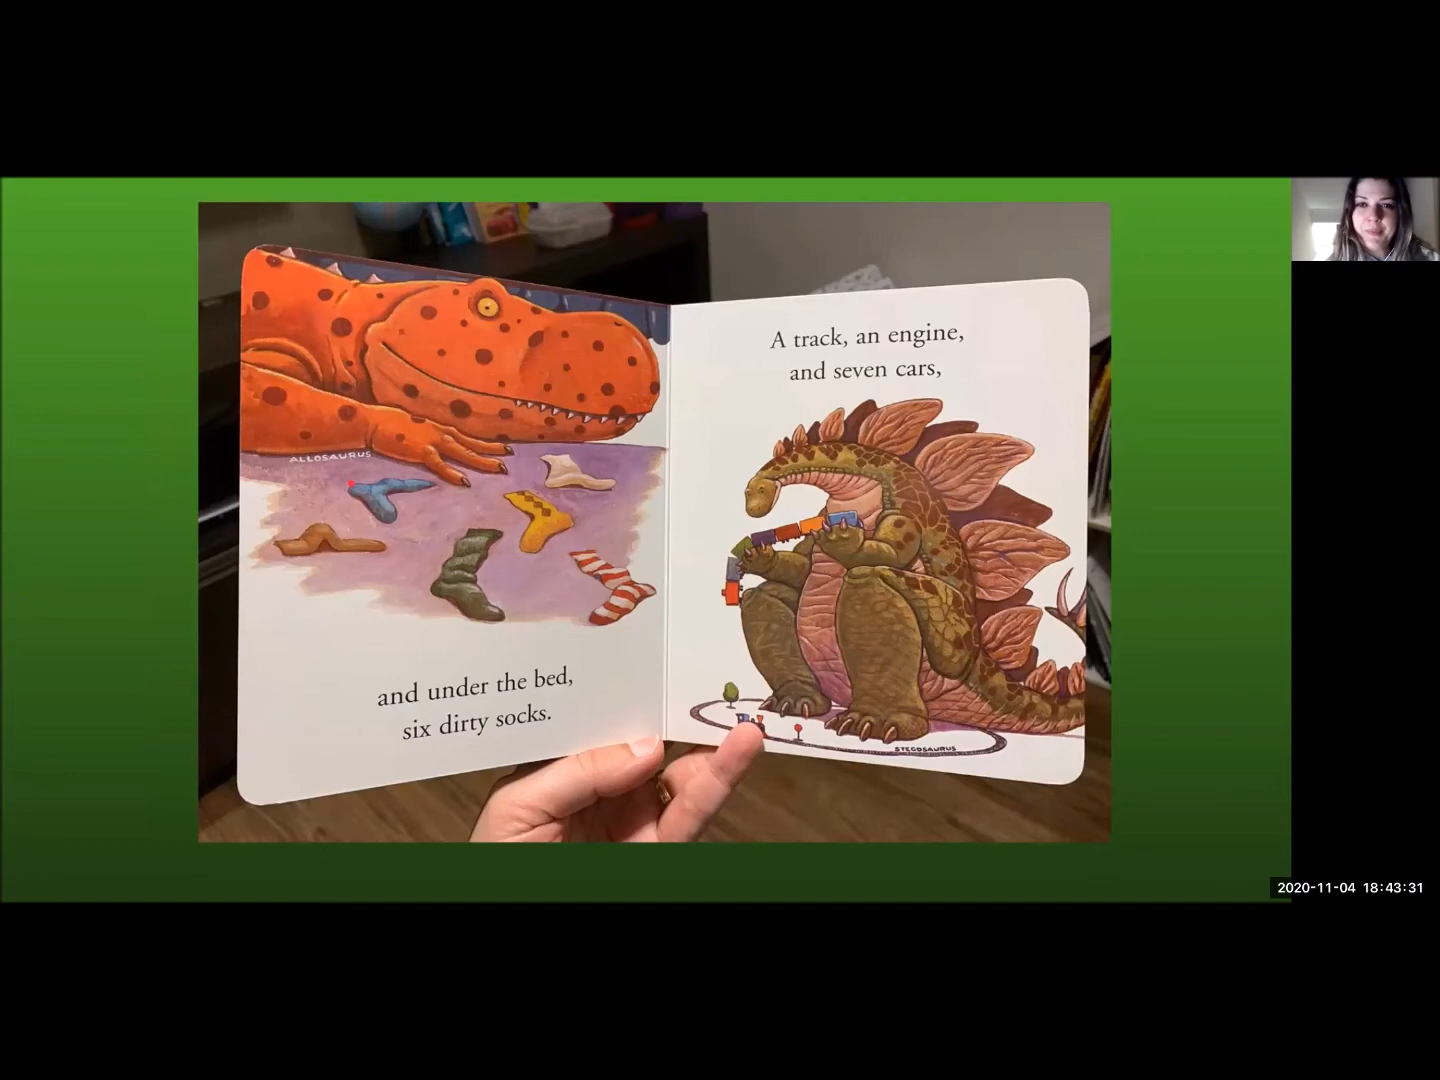 ALLOSAURUS
and under the bed,
six dirty socks.
A track, an engine,
and seven cars,
STEGOSAURUS
2020-11-04 18:43:31